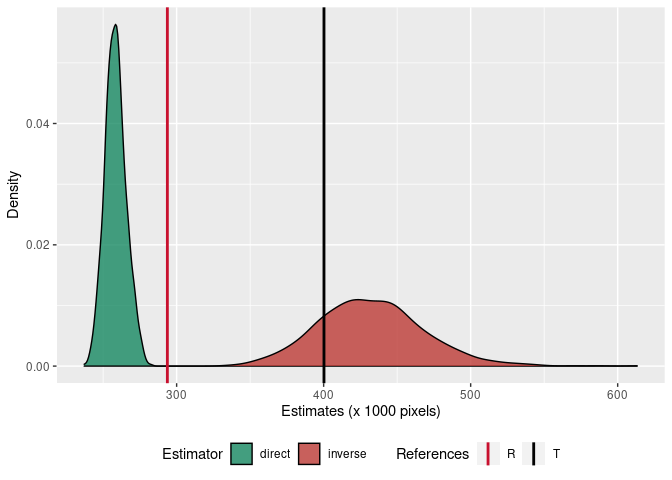 0.04
0.02
0.00
Density
300 400 500 600
Estimates (x 1000 pixels)
Estimator direct inverse References R T